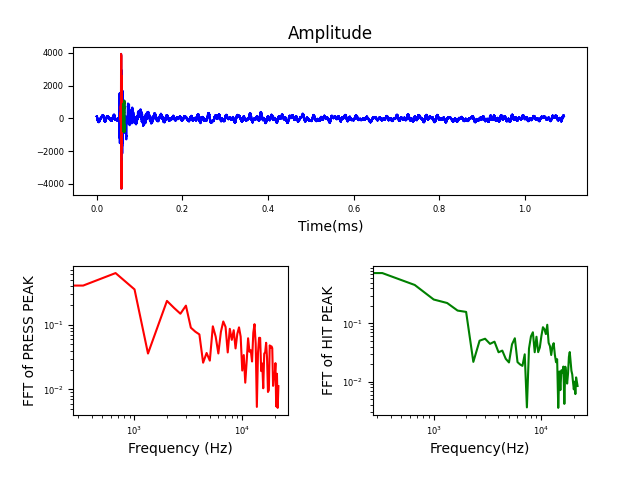 Amplitude
4000
2000
0
−2000
−4000
0.0 0.2 0.4 0.6 0.8 1.0
Time(ms)
FFT of PRESS PEAK
10⁻¹
10⁻²
10³ 10⁴
Frequency (Hz)
FFT of HIT PEAK
10⁻¹
10⁻²
10³ 10⁴
Frequency(Hz)